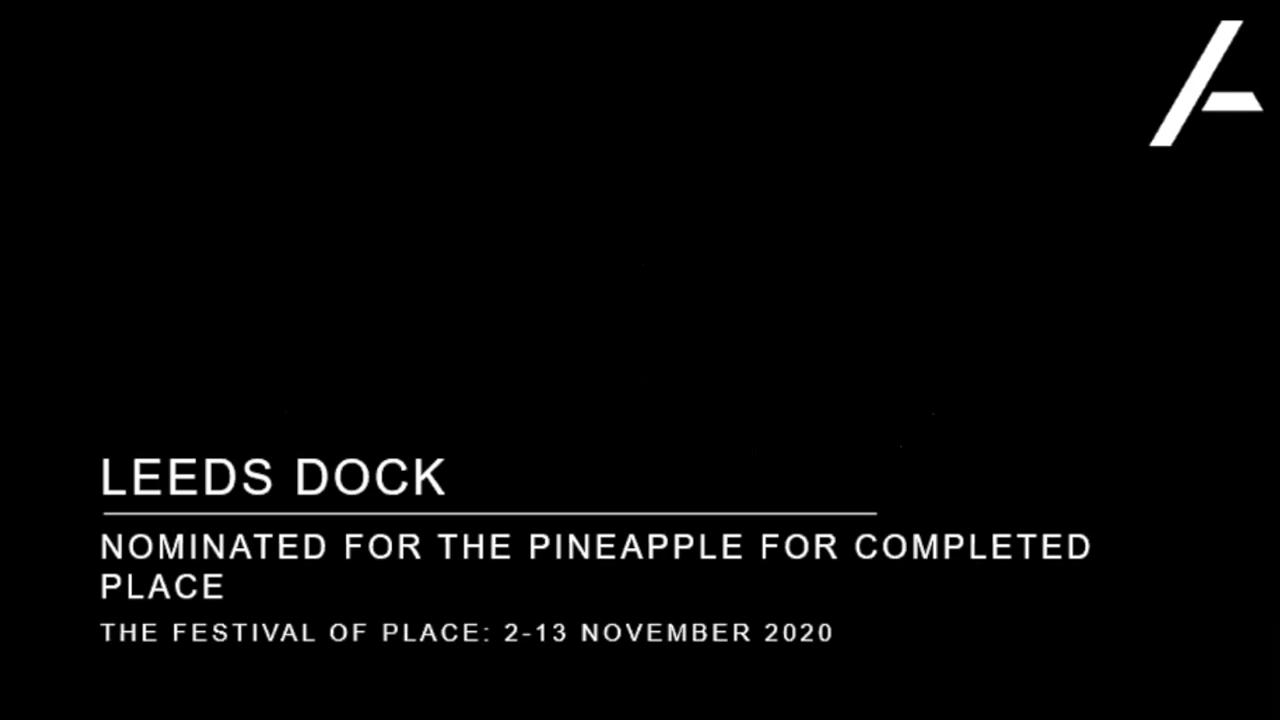 LEEDS DOCK
NOMINATED FOR THE PINEAPPLE FOR COMPLETED
PLACE
THE FESTIVAL OF PLACE: 2-13 NOVEMBER 2020